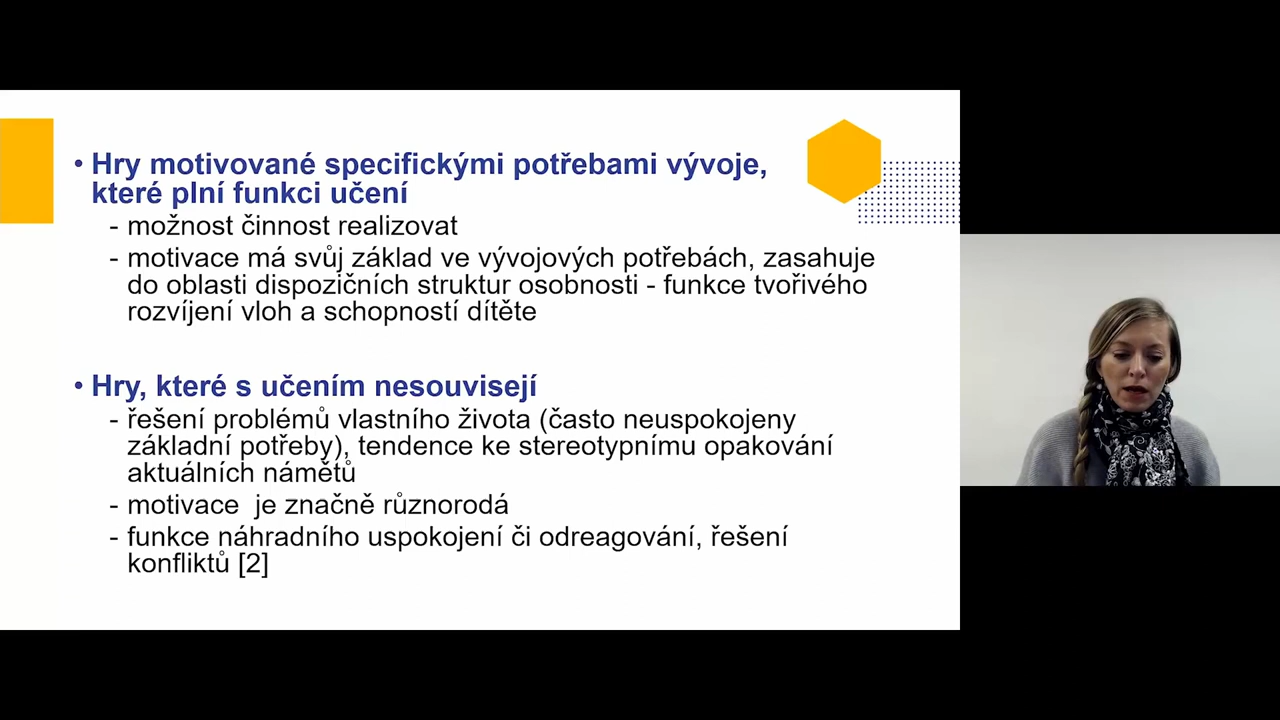 • Hry motivované specifickými potřebami vývoje,
které plní funkci učení
- možnost činnost realizovat
- motivace má svůj základ ve vývojových potřebách, zasahuje
do oblasti dispozičních struktur osobnosti - funkce tvořivého
rozvíjení vloh a schopností dítěte
• Hry, které s učením nesouvisejí
- řešení problémů vlastního života (často neuspokojeny
základní potřeby), tendence ke stereotypnímu opakování
aktuálních námětů
- motivace  je značně různorodá
- funkce náhradního uspokojení či odreagování, řešení
konfliktů [2]